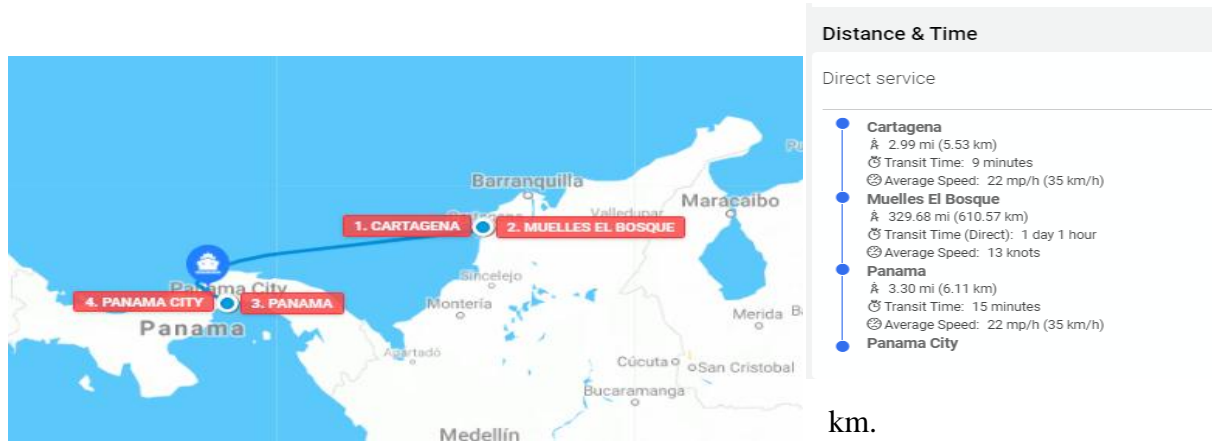 Barranquilla
Maracaibo
Valledupar
1. CARTAGENA
2. MUELLES EL BOSQUE
Sincelejo
Panama City
4. PANAMA CITY
3. PANAMA
Montería
Merida
Panama
Apartadó
Cúcuta
San Cristobal
Bucaramanga
Medellín
Distance & Time
Direct service
Cartagena
2.99 mi (5.53 km)
Transit Time: 9 minutes
Average Speed: 22 mp/h (35 km/h)
Muelles El Bosque
329.68 mi (610.57 km)
Transit Time (Direct): 1 day 1 hour
Average Speed: 13 knots
Panama
3.30 mi (6.11 km)
Transit Time: 15 minutes
Average Speed: 22 mp/h (35 km/h)
Panama City
km.